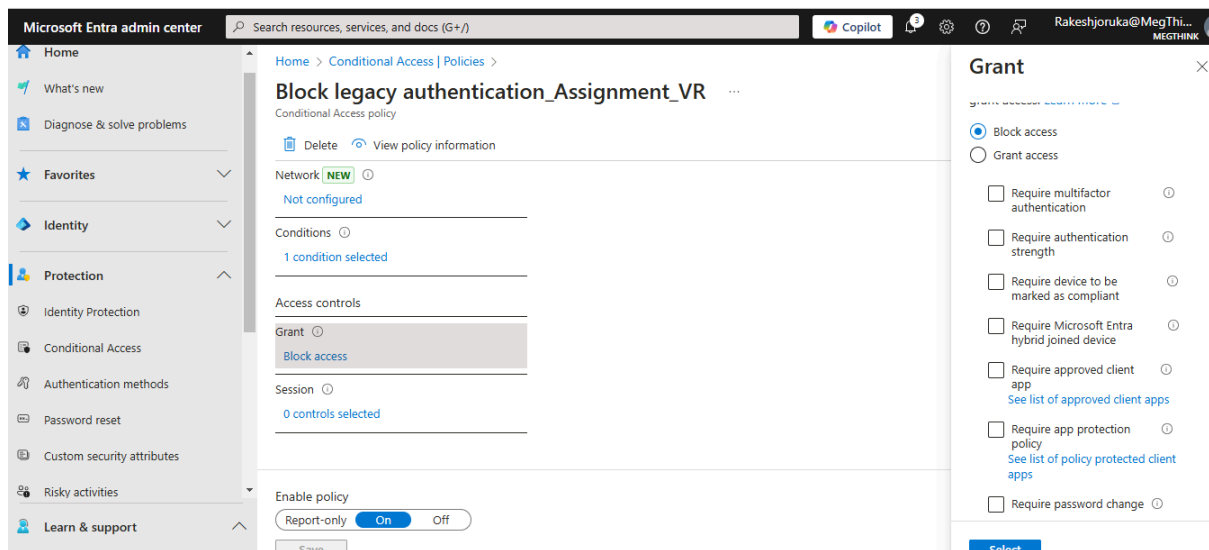 Microsoft Entra admin center
Search resources, services, and docs (G+/)
Copilot
3
Rakeshjoruka@MegThi...
MEGTHINK
Home
What's new
Diagnose & solve problems
Favorites
Identity
Protection
Identity Protection
Conditional Access
Authentication methods
Password reset
Custom security attributes
Risky activities
Learn & support
Home > Conditional Access | Policies >
Block legacy authentication_Assignment_VR ...
Conditional Access policy
Delete View policy information
Network NEW
Not configured
Conditions
1 condition selected
Access controls
Grant
Block access
Session
0 controls selected
Enable policy
Report-only On Off
Save
Grant
grant access. Learn more
Block access
Grant access
Require multifactor
authentication
Require authentication
strength
Require device to be
marked as compliant
Require Microsoft Entra
hybrid joined device
Require approved client
app
See list of approved client apps
Require app protection
policy
See list of policy protected client
apps
Require password change
Select